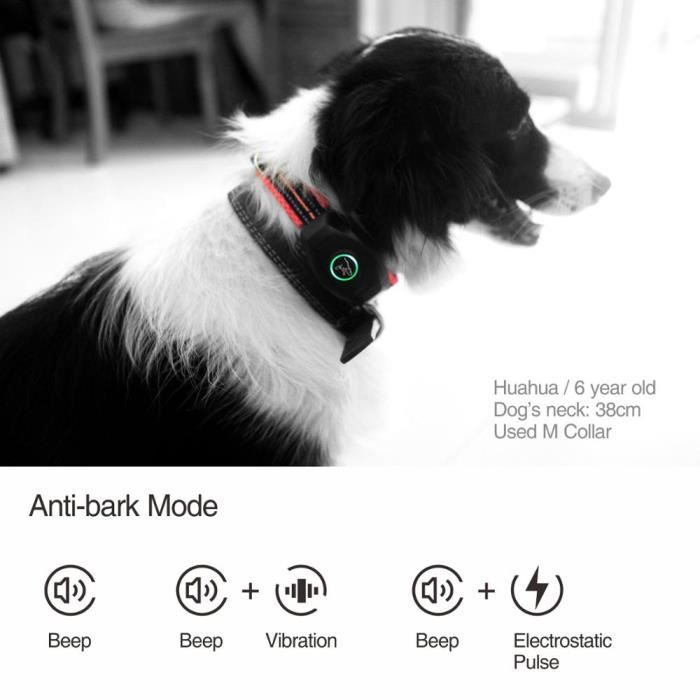 Huahua / 6 year old
Dog's neck: 38cm
Used M Collar
Anti-bark Mode
+ +
Beep Beep Vibration Beep Electrostatic
Pulse